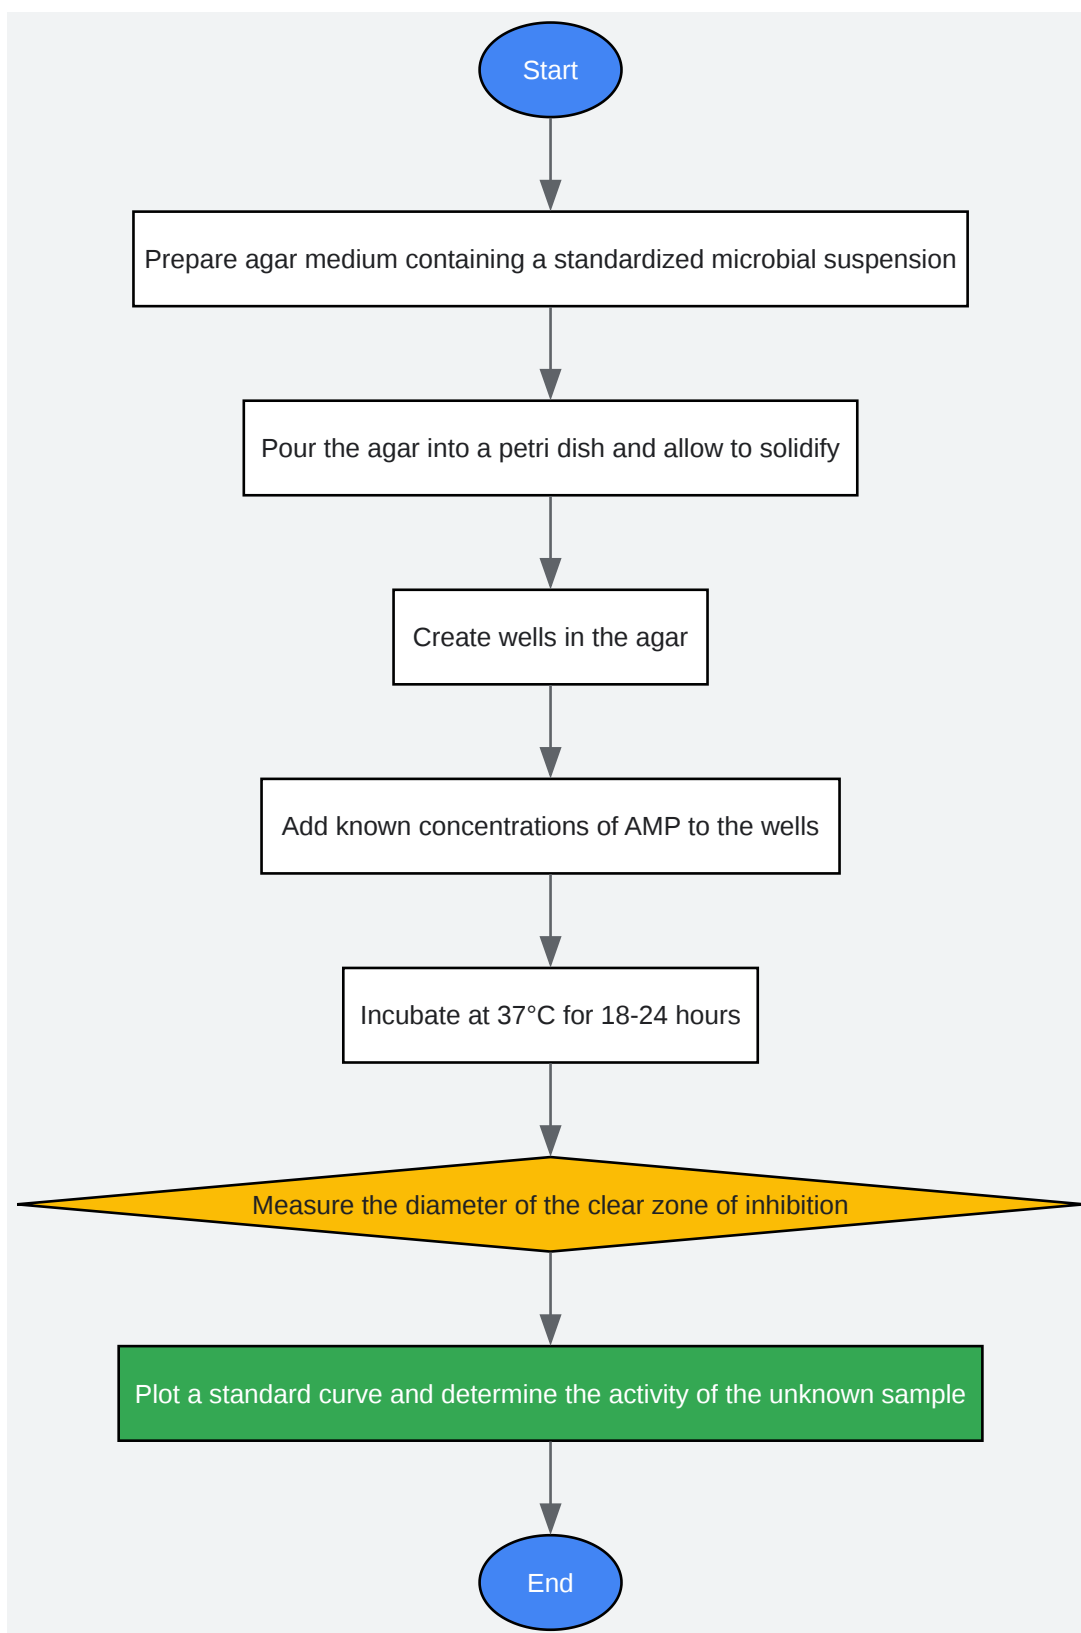 Start
Prepare agar medium containing a standardized microbial suspension
Pour the agar into a petri dish and allow to solidify
Create wells in the agar
Add known concentrations of AMP to the wells
Incubate at 37°C for 18-24 hours
Measure the diameter of the clear zone of inhibition
Plot a standard curve and determine the activity of the unknown sample
End